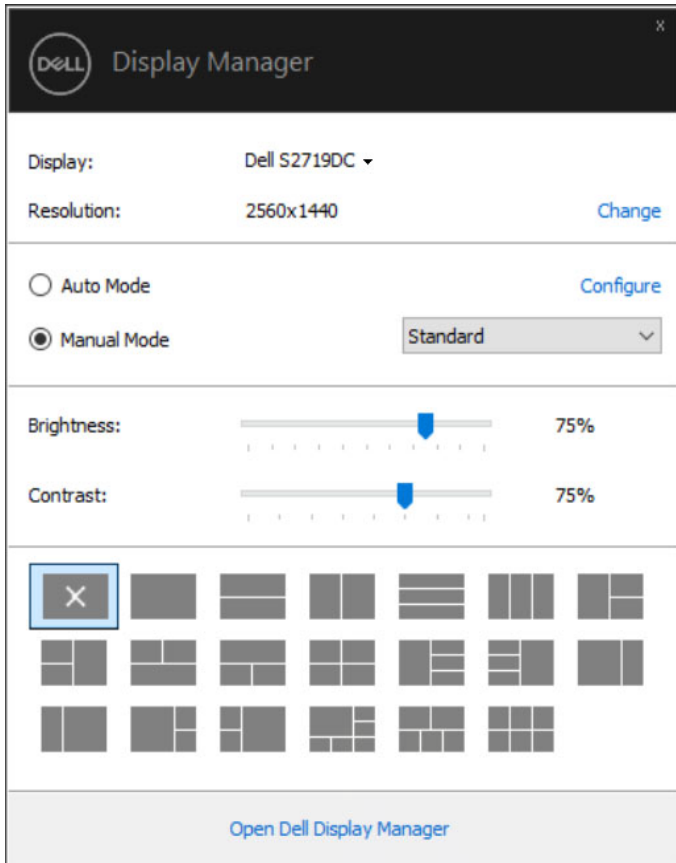 x
DELL Display Manager
Display: Dell S2719DC
Resolution: 2560x1440 Change
Auto Mode Configure
Manual Mode Standard
Brightness: 75%
Contrast: 75%
Open Dell Display Manager